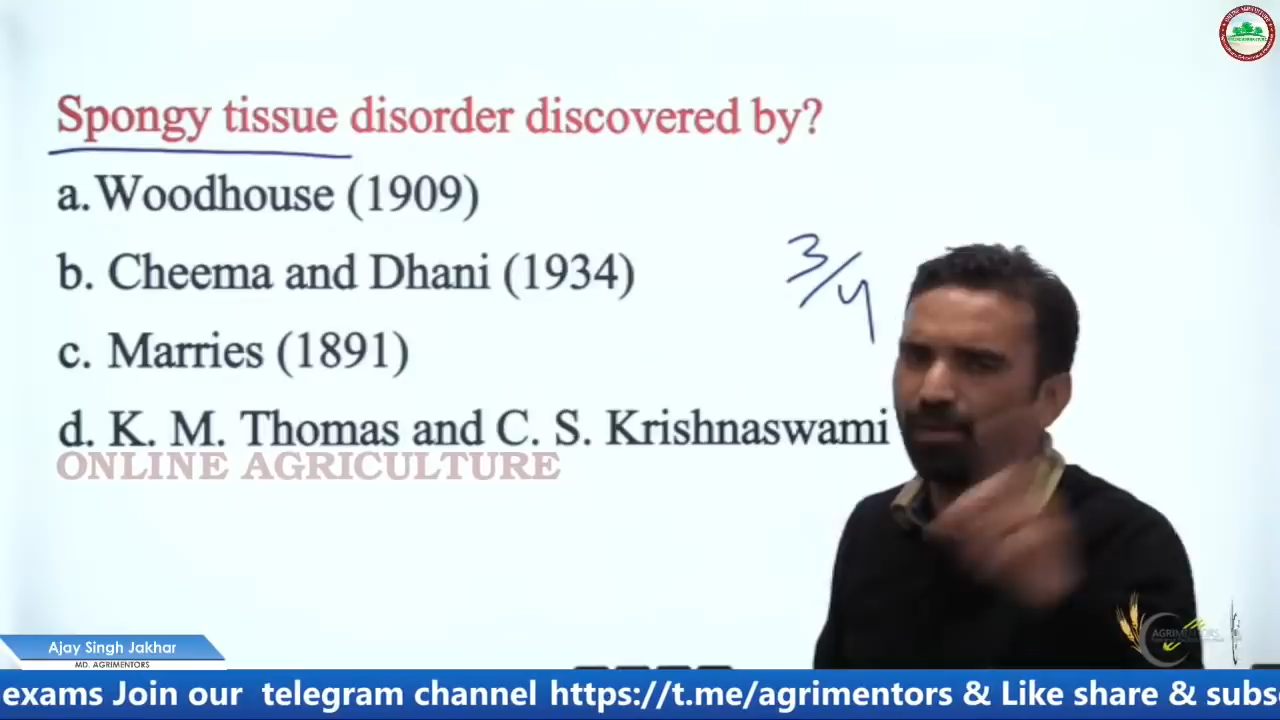 Spongy tissue disorder discovered by?
a. Woodhouse (1909)
b. Cheema and Dhani (1934)
3/4
c. Marries (1891)
d. K. M. Thomas and C. S. Krishnaswami
ONLINE AGRICULTURE
AGRIMENTORS
Ajay Singh Jakhar
MD. AGRIMENTORS
exams Join our telegram channel https://t.me/agrimentors & Like share & subs